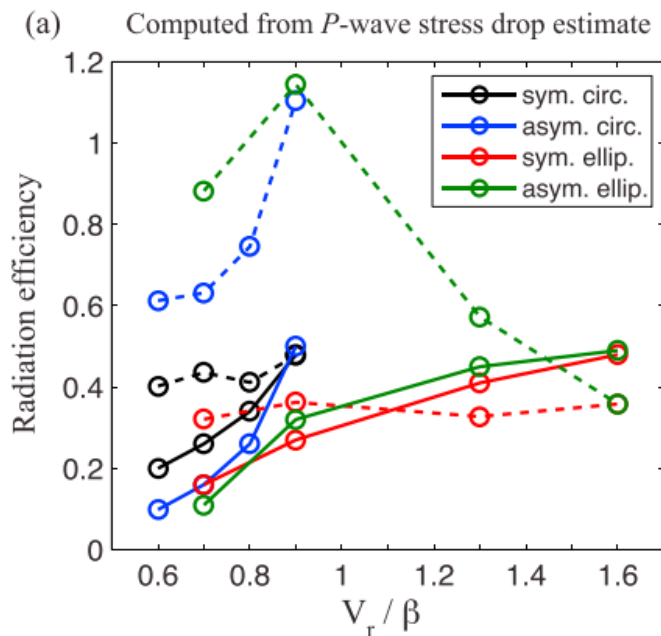 (a) Computed from P-wave stress drop estimate
1.2
1
0.8
0.6
0.4
0.2
0
Radiation efficiency
sym. circ.
asym. circ.
sym. ellip.
asym. ellip.
0.6 0.8 1 1.2 1.4 1.6
Vr / β